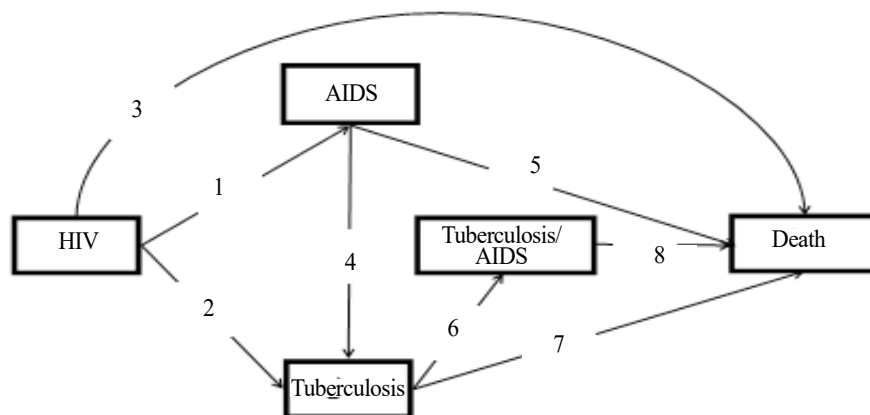 3
AIDS
1
5
HIV
Tuberculosis/
AIDS
Death
4
8
2
6
7
Tuberculosis